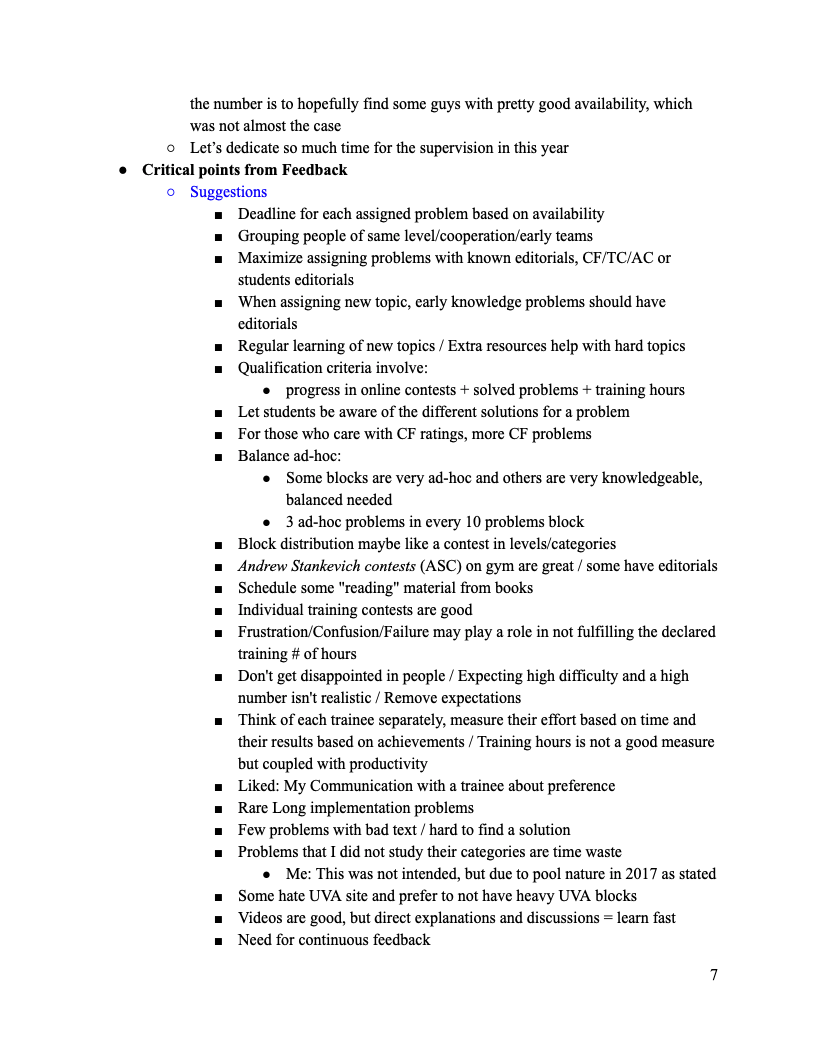 the number is to hopefully find some guys with pretty good availability, which
was not almost the case
○ Let’s dedicate so much time for the supervision in this year
● Critical points from Feedback
○ Suggestions
■ Deadline for each assigned problem based on availability
■ Grouping people of same level/cooperation/early teams
■ Maximize assigning problems with known editorials, CF/TC/AC or
students editorials
■ When assigning new topic, early knowledge problems should have
editorials
■ Regular learning of new topics / Extra resources help with hard topics
■ Qualification criteria involve:
● progress in online contests + solved problems + training hours
■ Let students be aware of the different solutions for a problem
■ For those who care with CF ratings, more CF problems
■ Balance ad-hoc:
● Some blocks are very ad-hoc and others are very knowledgeable,
balanced needed
● 3 ad-hoc problems in every 10 problems block
■ Block distribution maybe like a contest in levels/categories
■ Andrew Stankevich contests (ASC) on gym are great / some have editorials
■ Schedule some "reading" material from books
■ Individual training contests are good
■ Frustration/Confusion/Failure may play a role in not fulfilling the declared
training # of hours
■ Don't get disappointed in people / Expecting high difficulty and a high
number isn't realistic / Remove expectations
■ Think of each trainee separately, measure their effort based on time and
their results based on achievements / Training hours is not a good measure
but coupled with productivity
■ Liked: My Communication with a trainee about preference
■ Rare Long implementation problems
■ Few problems with bad text / hard to find a solution
■ Problems that I did not study their categories are time waste
● Me: This was not intended, but due to pool nature in 2017 as stated
■ Some hate UVA site and prefer to not have heavy UVA blocks
■ Videos are good, but direct explanations and discussions = learn fast
■ Need for continuous feedback
7